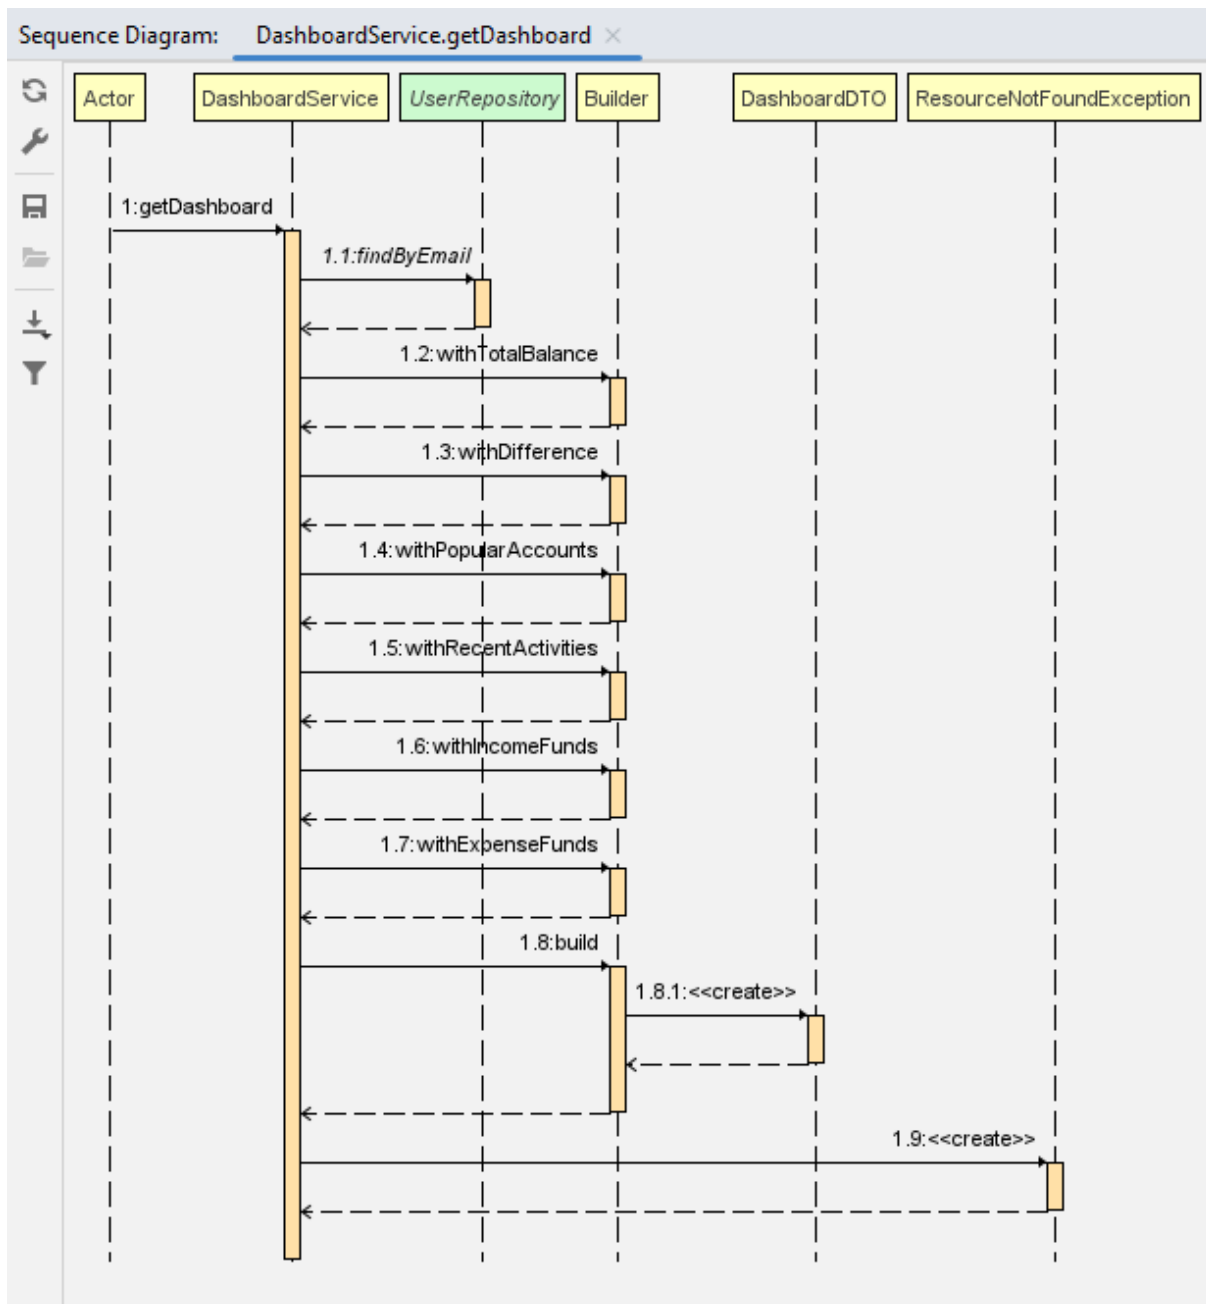 Sequence Diagram: DashboardService.getDashboard
Actor DashboardService UserRepository Builder DashboardDTO ResourceNotFoundException
1:getDashboard
1.1:findByEmail
1.2:withTotalBalance
1.3:withDifference
1.4:withPopularAccounts
1.5:withRecentActivities
1.6:withIncomeFunds
1.7:withExpenseFunds
1.8:build
1.8.1:<<create>>
1.9:<<create>>